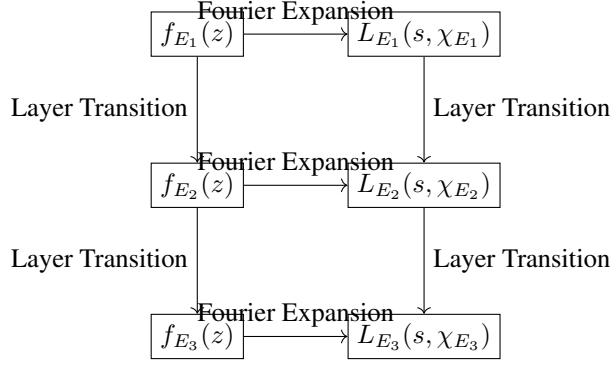 Fourier Expansion
f_{E_1}(z) L_{E_1}(s, χ_{E_1})
Layer Transition Layer Transition
Fourier Expansion
f_{E_2}(z) L_{E_2}(s, χ_{E_2})
Layer Transition Layer Transition
Fourier Expansion
f_{E_3}(z) L_{E_3}(s, χ_{E_3})